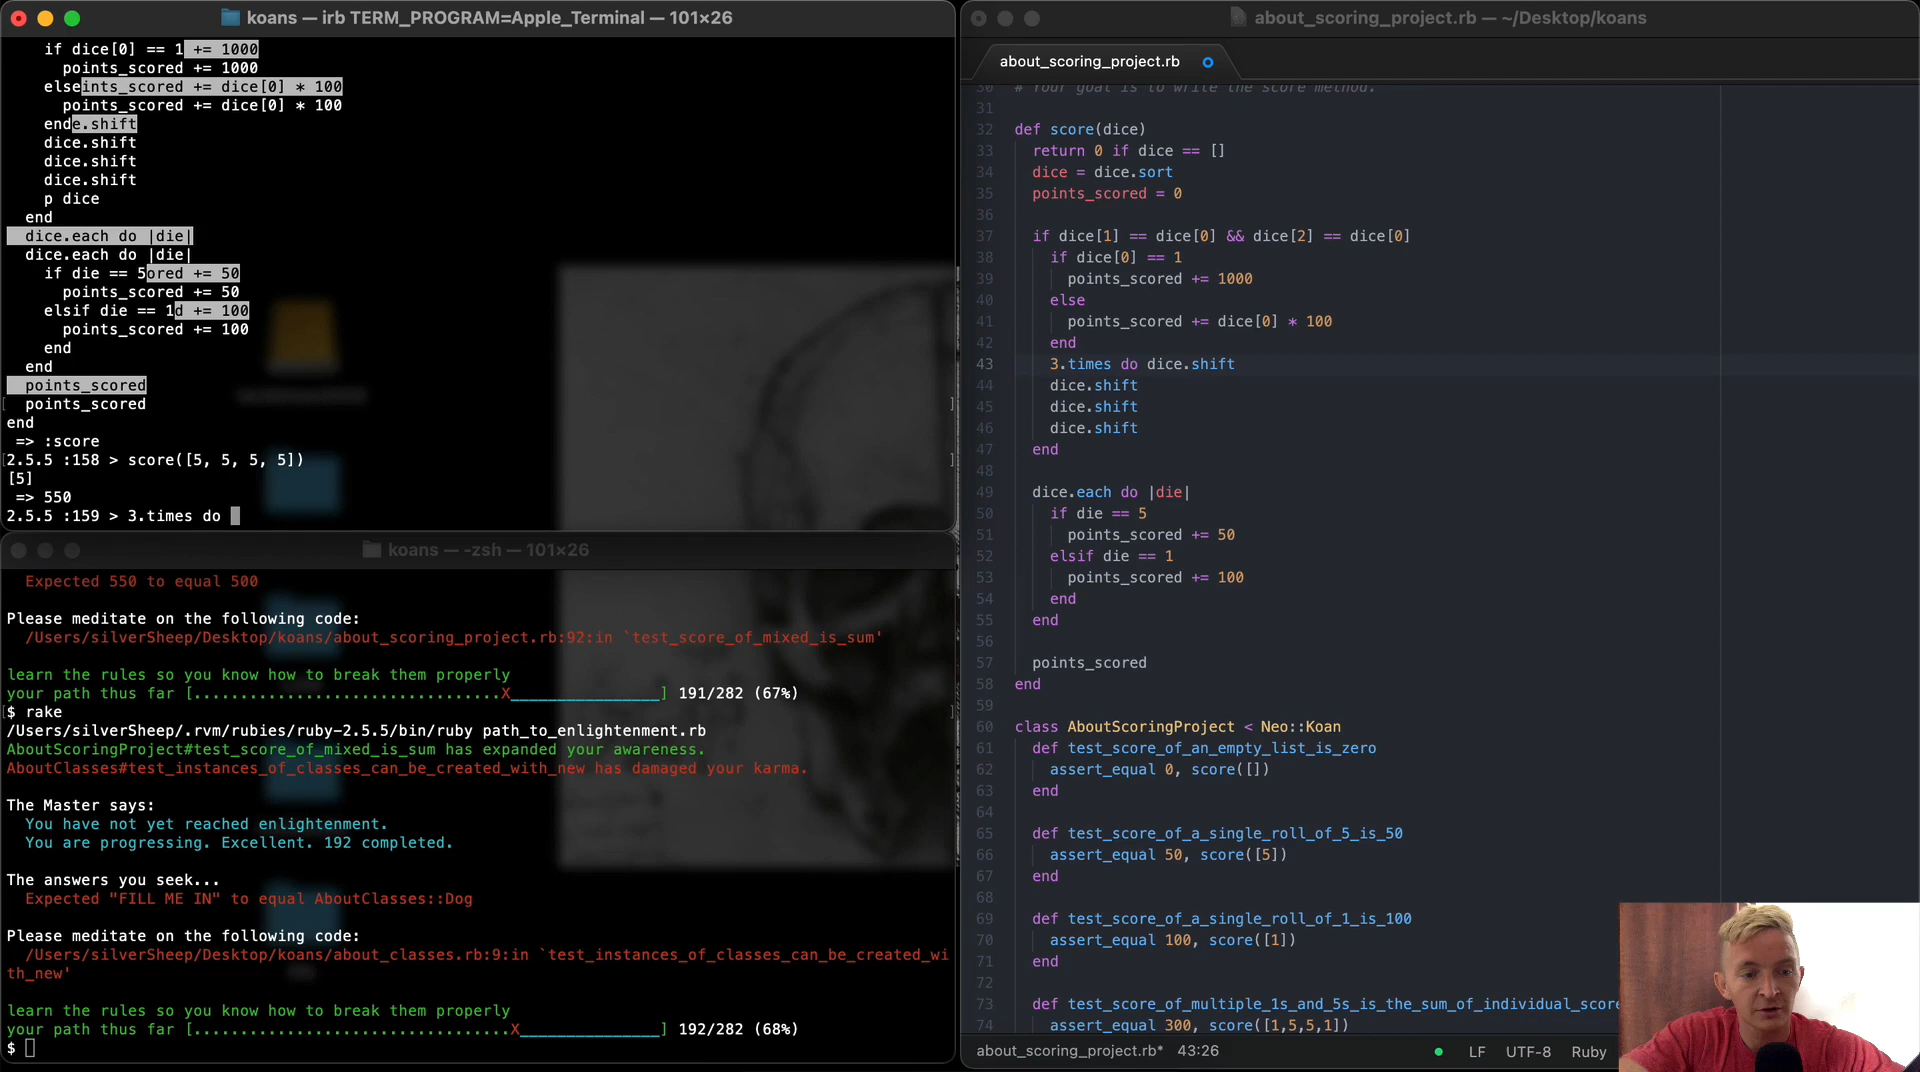 koans — irb TERM_PROGRAM=Apple_Terminal — 101×26
if dice[0] == 1 += 1000
points_scored += 1000
elseints_scored += dice[0] * 100
points_scored += dice[0] * 100
ende.shift
dice.shift
dice.shift
dice.shift
p dice
end
dice.each do |die|
dice.each do |die|
if die == 5ored += 50
points_scored += 50
elsif die == 1d += 100
points_scored += 100
end
end
points_scored
points_scored
end
=> :score
2.5.5 :158 > score([5, 5, 5, 5])
[5]
=> 550
2.5.5 :159 > 3.times do
koans — -zsh — 101×26
Expected 550 to equal 500
Please meditate on the following code:
/Users/silverSheep/Desktop/koans/about_scoring_project.rb:92:in `test_score_of_mixed_is_sum'
learn the rules so you know how to break them properly
your path thus far [..................................X________________] 191/282 (67%)
$ rake
/Users/silverSheep/.rvm/rubies/ruby-2.5.5/bin/ruby path_to_enlightenment.rb
AboutScoringProject#test_score_of_mixed_is_sum has expanded your awareness.
AboutClasses#test_instances_of_classes_can_be_created_with_new has damaged your karma.
The Master says:
You have not yet reached enlightenment.
You are progressing. Excellent. 192 completed.
The answers you seek...
Expected "FILL ME IN" to equal AboutClasses::Dog
Please meditate on the following code:
/Users/silverSheep/Desktop/koans/about_classes.rb:9:in `test_instances_of_classes_can_be_created_wi
th_new'
learn the rules so you know how to break them properly
your path thus far [...................................X_______________] 192/282 (68%)
$
about_scoring_project.rb — ~/Desktop/koans
about_scoring_project.rb
30 # Your goal is to write the score method.
31
32 def score(dice)
33 return 0 if dice == []
34 dice = dice.sort
35 points_scored = 0
36
37 if dice[1] == dice[0] && dice[2] == dice[0]
38 if dice[0] == 1
39 points_scored += 1000
40 else
41 points_scored += dice[0] * 100
42 end
43 3.times do dice.shift
44 dice.shift
45 dice.shift
46 dice.shift
47 end
48
49 dice.each do |die|
50 if die == 5
51 points_scored += 50
52 elsif die == 1
53 points_scored += 100
54 end
55 end
56
57 points_scored
58 end
59
60 class AboutScoringProject < Neo::Koan
61 def test_score_of_an_empty_list_is_zero
62 assert_equal 0, score([])
63 end
64
65 def test_score_of_a_single_roll_of_5_is_50
66 assert_equal 50, score([5])
67 end
68
69 def test_score_of_a_single_roll_of_1_is_100
70 assert_equal 100, score([1])
71 end
72
73 def test_score_of_multiple_1s_and_5s_is_the_sum_of_individual_score
74 assert_equal 300, score([1,5,5,1])
about_scoring_project.rb* 43:26 LF UTF-8 Ruby